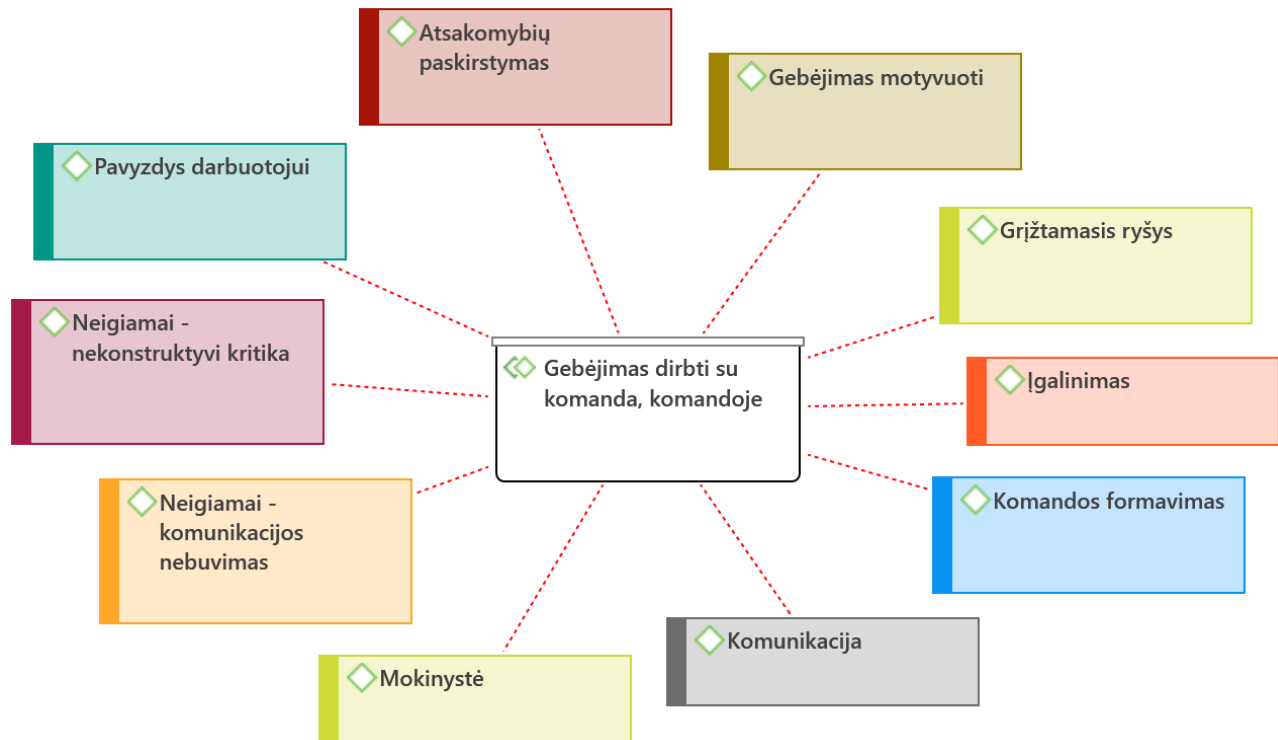 Atsakomybių
paskirstymas
Gebėjimas motyvuoti
Pavyzdys darbuotojui
Grįžtamasis ryšys
Neigiamai -
nekonstruktyvi kritika
Gebėjimas dirbti su
komanda, komandoje
Įgalinimas
Neigiamai -
komunikacijos
nebuvimas
Komandos formavimas
Komunikacija
Mokinystė